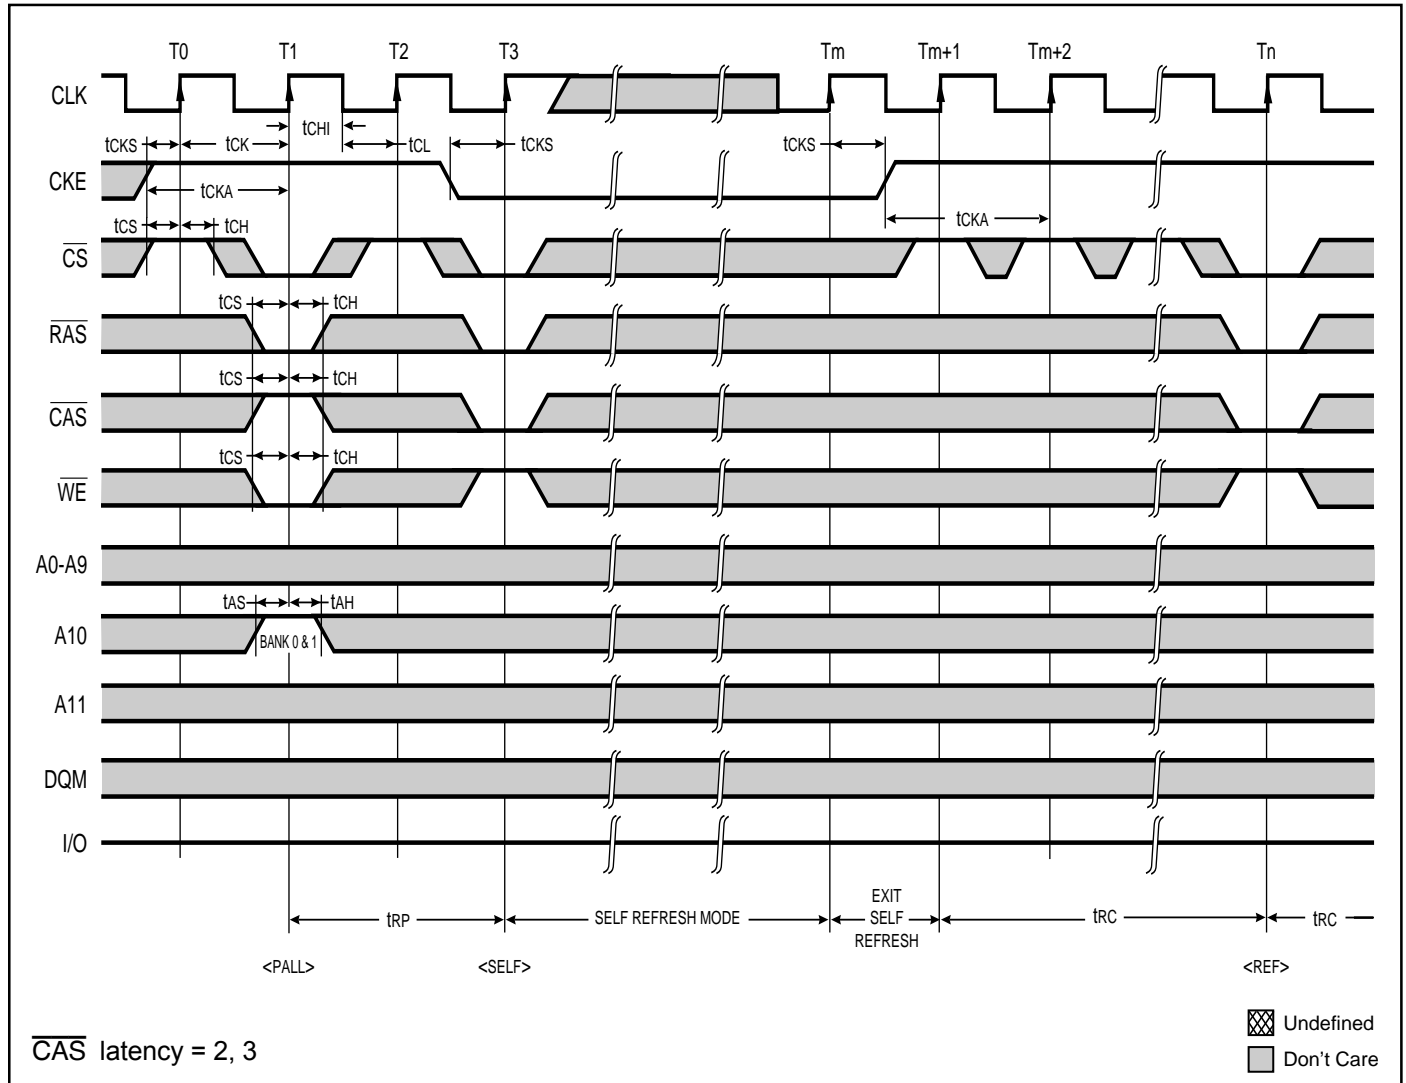 T0 T1 T2 T3 Tm Tm+1 Tm+2 Tn
CLK
tCHI
tCKS tCK tCL tCKS tCKS
CKE
tCKA
tCKA
tCS tCH
CS
tCS tCH
RAS
tCS tCH
CAS
tCS tCH
WE
A0-A9
tAS tAH
A10 BANK 0 & 1
A11
DQM
I/O
tRP SELF REFRESH MODE EXIT SELF REFRESH tRC tRC
<PALL> <SELF> <REF>
Undefined
CAS latency = 2, 3
Don't Care